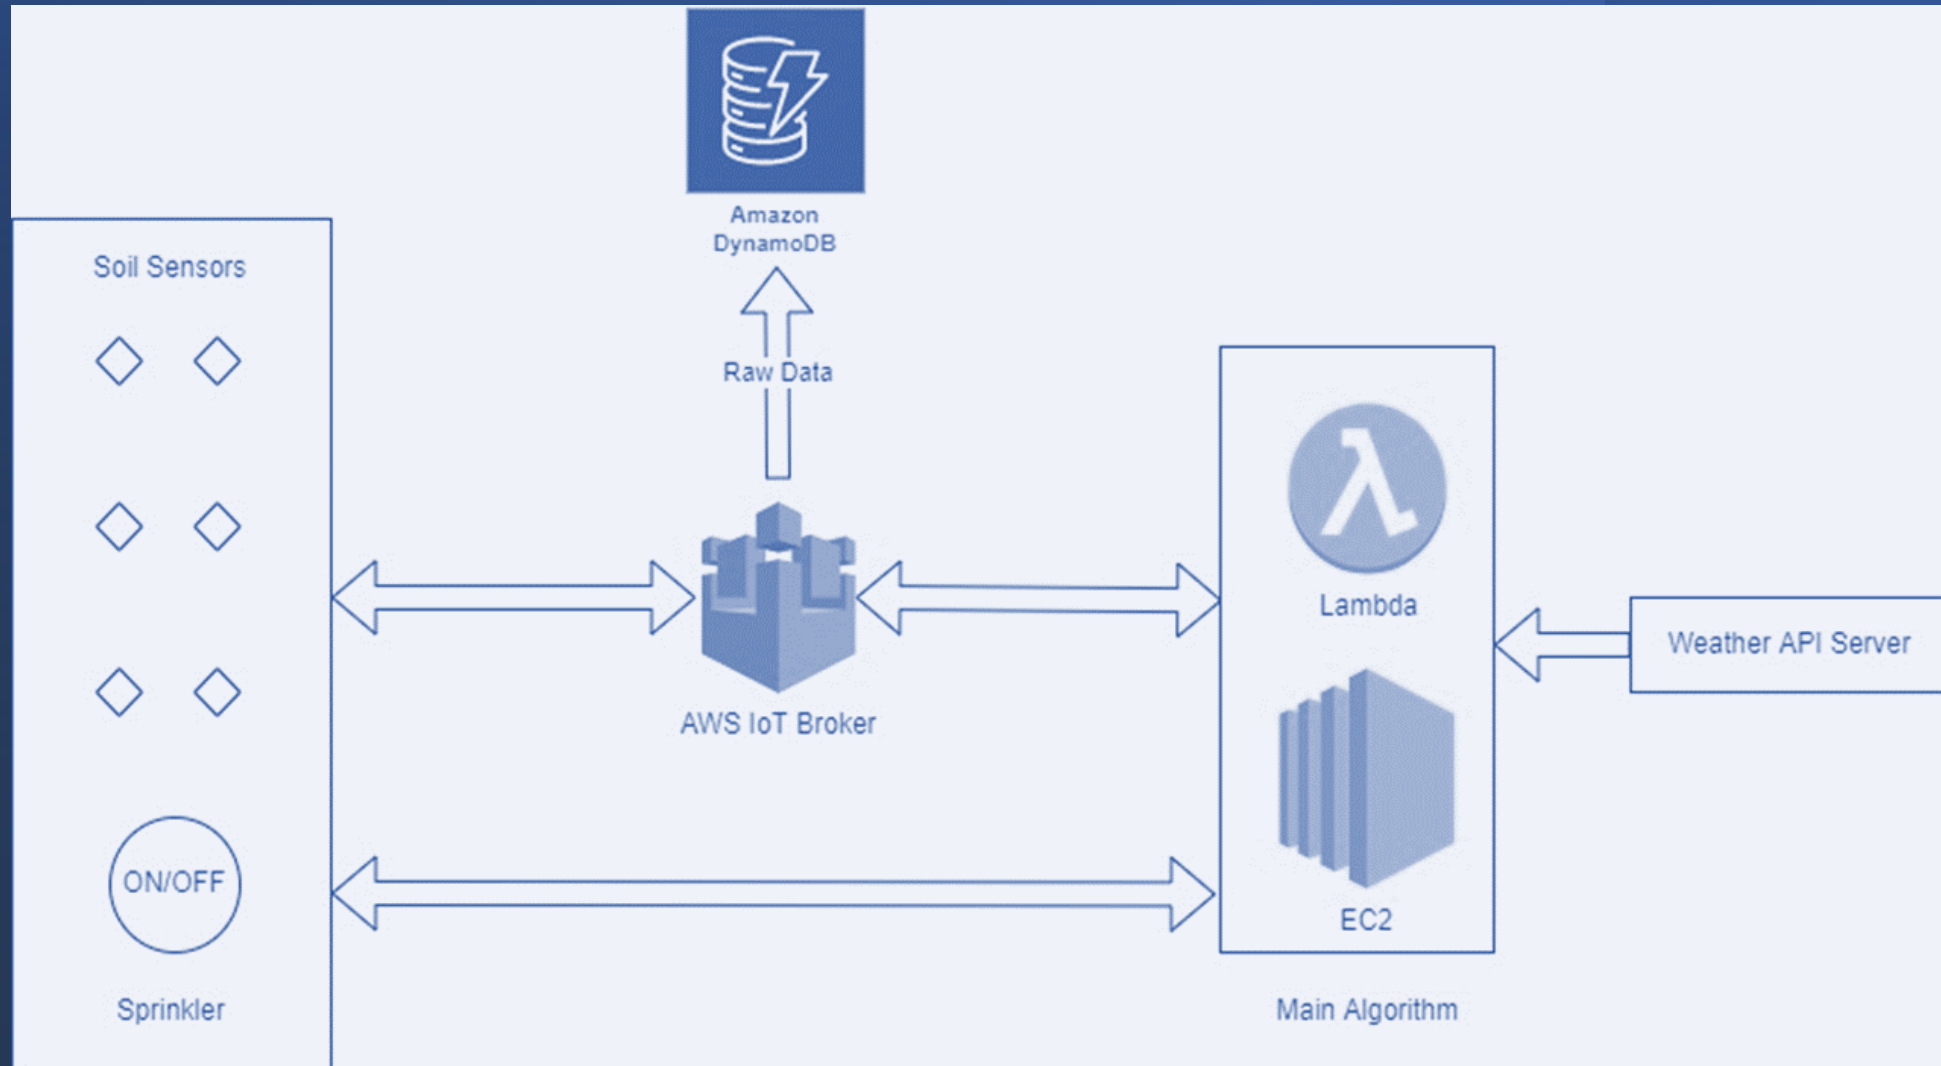 Amazon
DynamoDB
Soil Sensors
Raw Data
Lambda
Weather API Server
AWS IoT Broker
ON/OFF
EC2
Sprinkler
Main Algorithm